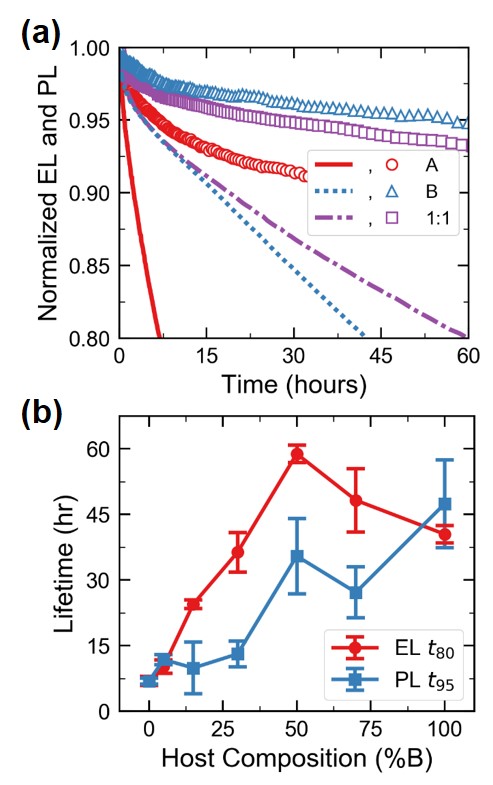 (a)
Normalized EL and PL
1.00
0.95
0.90
0.85
0.80
, A
, B
, 1:1
0 15 30 45 60
Time (hours)
(b)
Lifetime (hr)
60
45
30
15
0
EL t₈₀
PL t₉₅
0 25 50 75 100
Host Composition (%B)